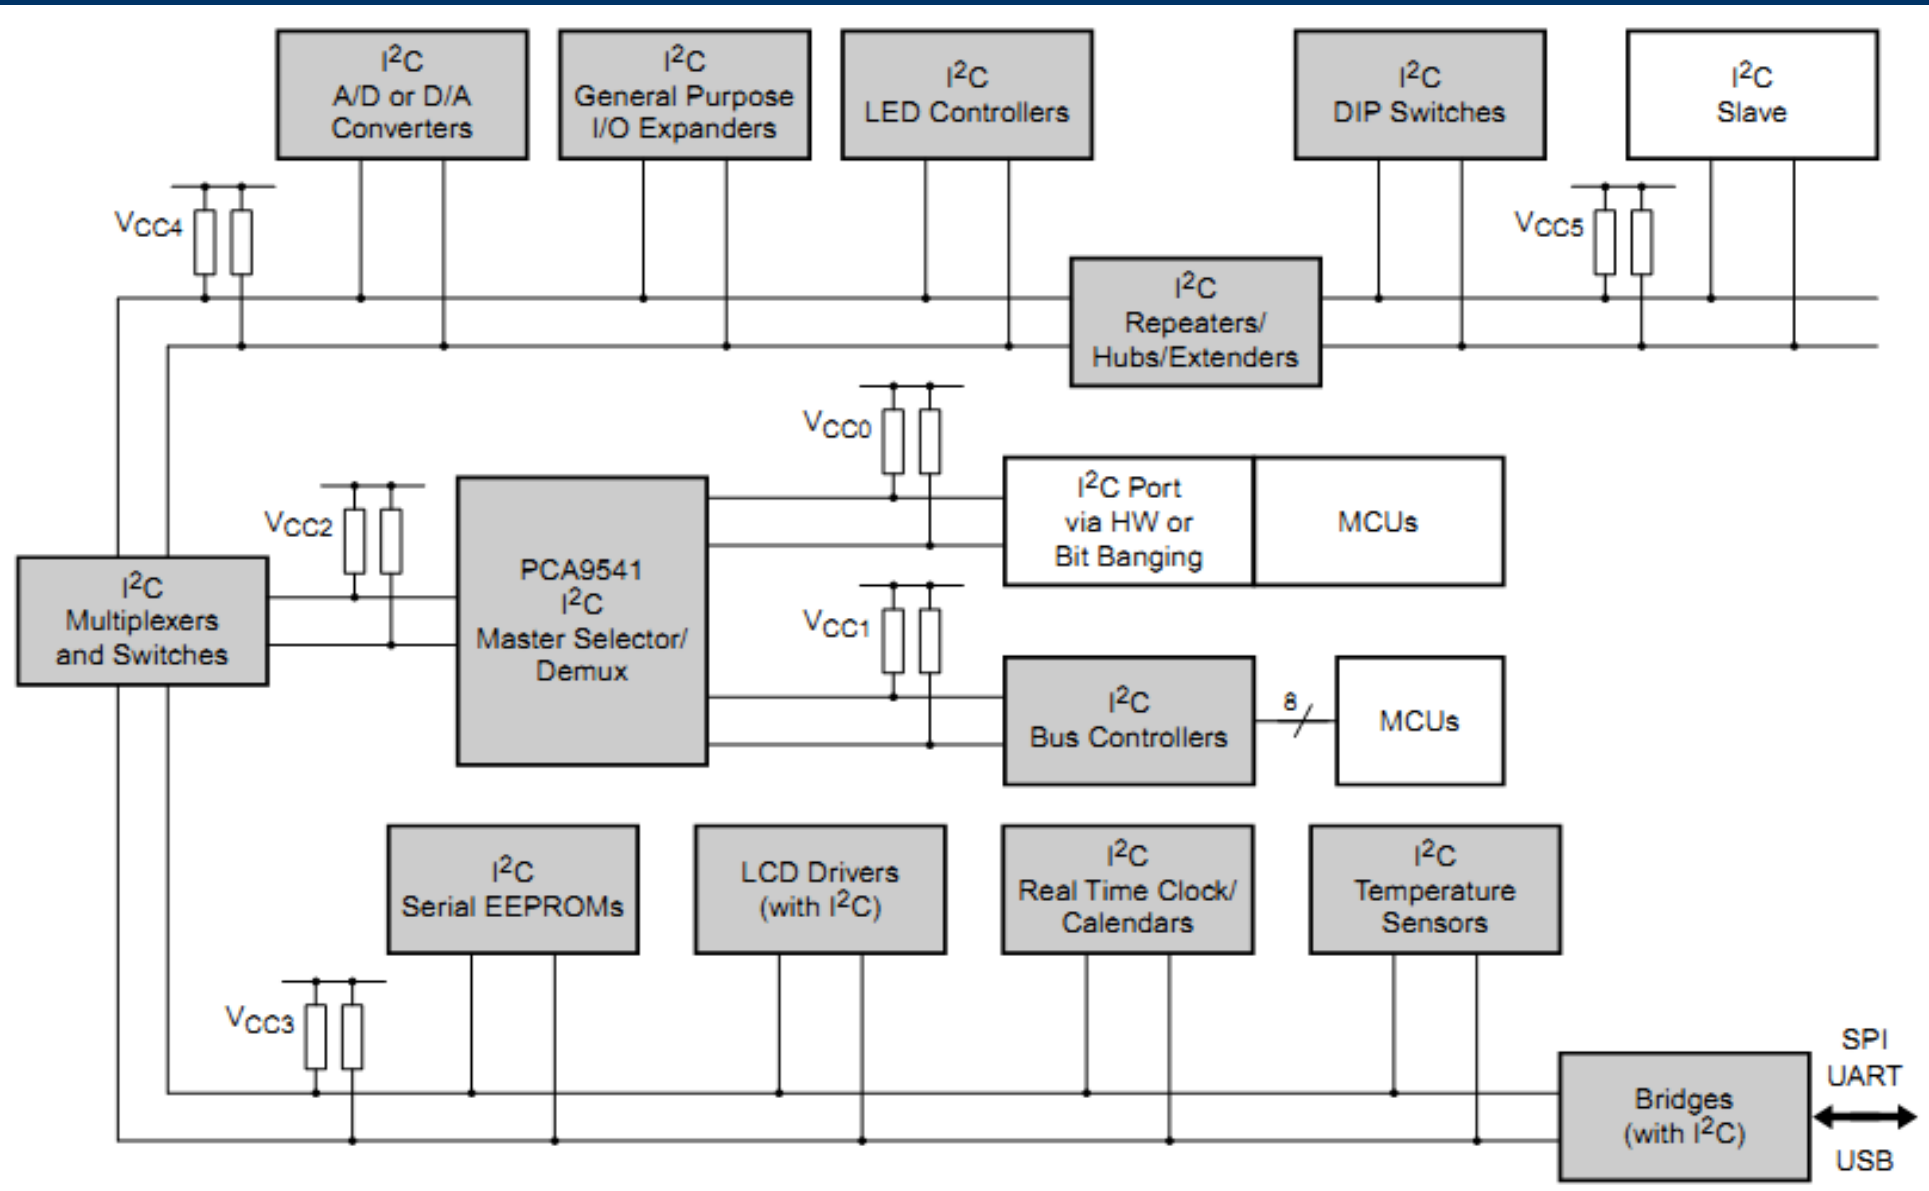 I²C
A/D or D/A
Converters
I²C
General Purpose
I/O Expanders
I²C
LED Controllers
I²C
DIP Switches
I²C
Slave
VCC4
VCC5
I²C
Repeaters/
Hubs/Extenders
VCC0
VCC2
I²C Port
via HW or
Bit Banging
MCUs
I²C
Multiplexers
and Switches
PCA9541
I²C
Master Selector/
Demux
VCC1
I²C
Bus Controllers
8
MCUs
I²C
Serial EEPROMs
LCD Drivers
(with I²C)
I²C
Real Time Clock/
Calendars
I²C
Temperature
Sensors
VCC3
Bridges
(with I²C)
SPI
UART
USB